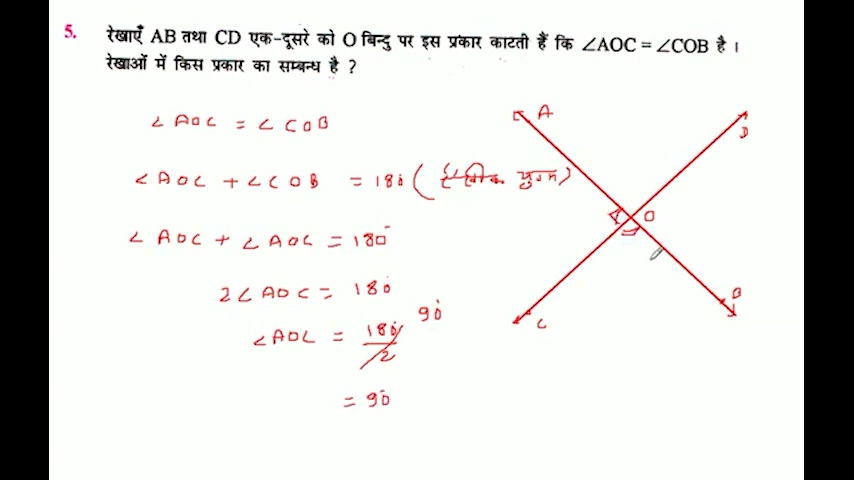 5. रेखाएँ AB तथा CD एक-दूसरे को O बिन्दु पर इस प्रकार काटती हैं कि ∠AOC = ∠COB है ।
रेखाओं में किस प्रकार का सम्बन्ध है ?
∠AOC = ∠COB
∠AOC + ∠COB = 180° ( युग्म)
∠AOC + ∠AOC = 180°
2∠AOC = 180°
∠AOC = 180°/2 90°
= 90°
A
D
O
C
B